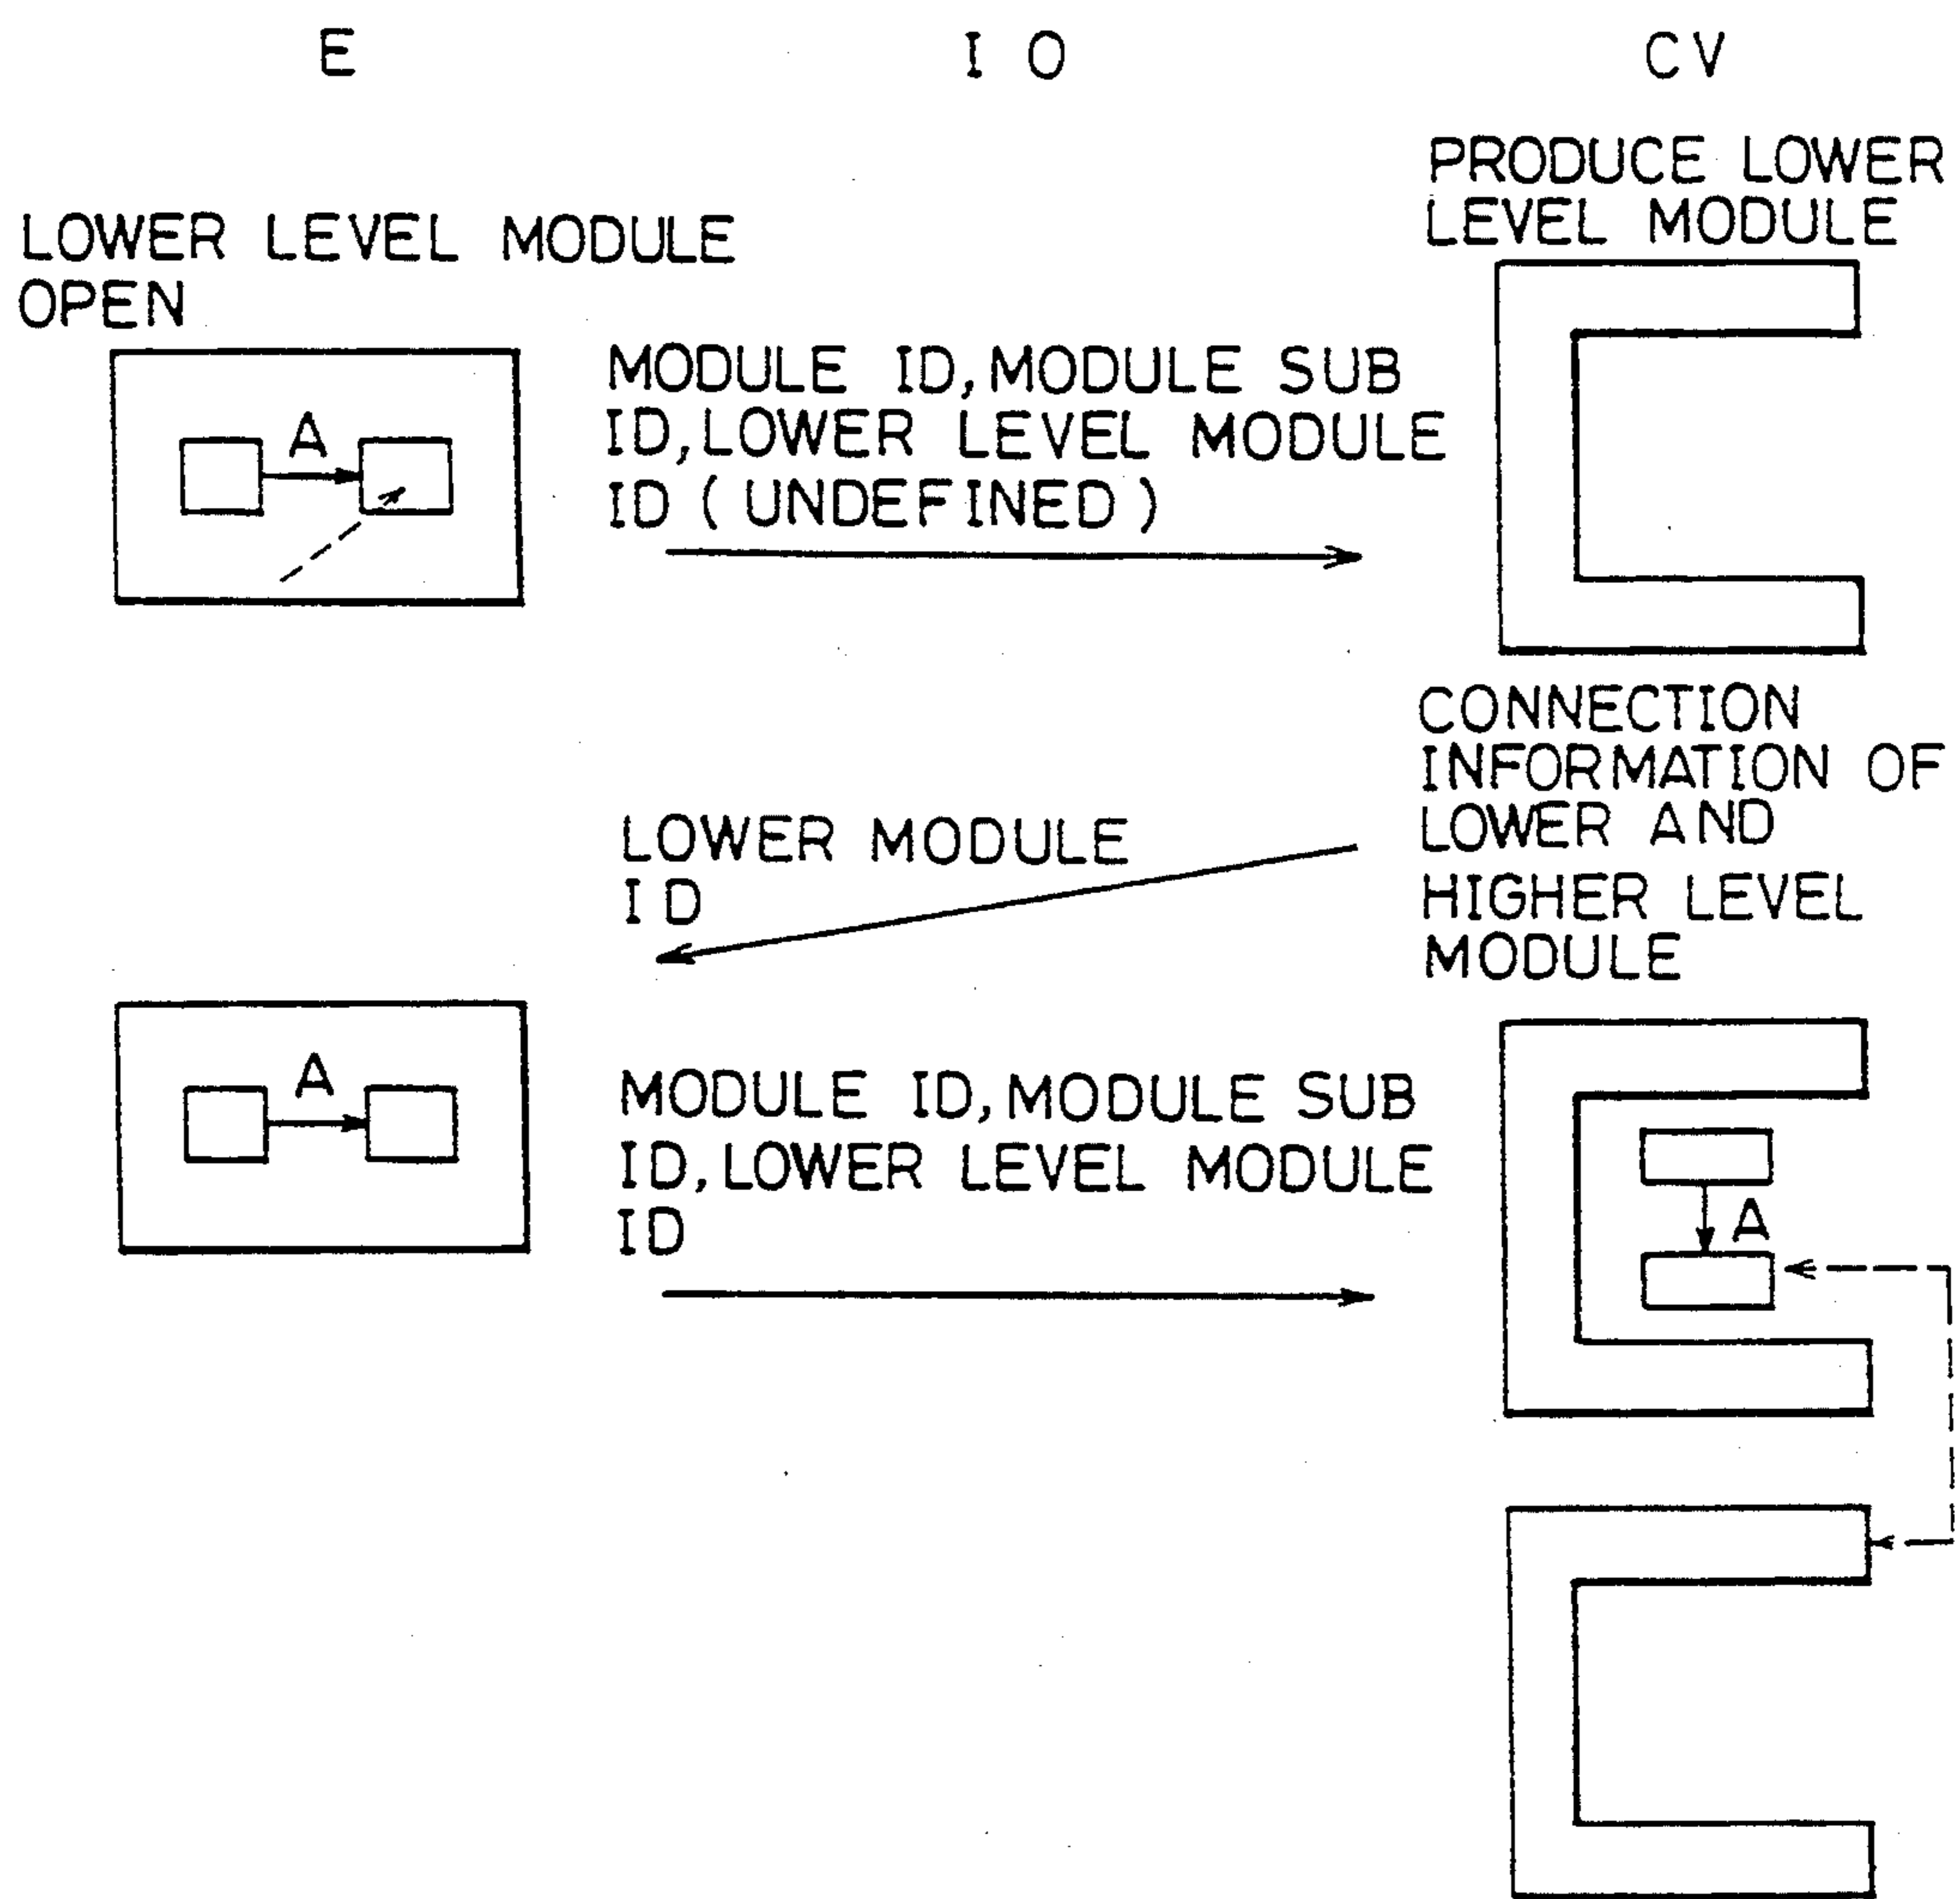 E
I O
CV
PRODUCE LOWER
LEVEL MODULE
LOWER LEVEL MODULE
OPEN
MODULE ID, MODULE SUB
ID, LOWER LEVEL MODULE
ID ( UNDEFINED )
A
CONNECTION
INFORMATION OF
LOWER AND
HIGHER LEVEL
MODULE
LOWER MODULE
ID
A
MODULE ID, MODULE SUB
ID, LOWER LEVEL MODULE
ID
A